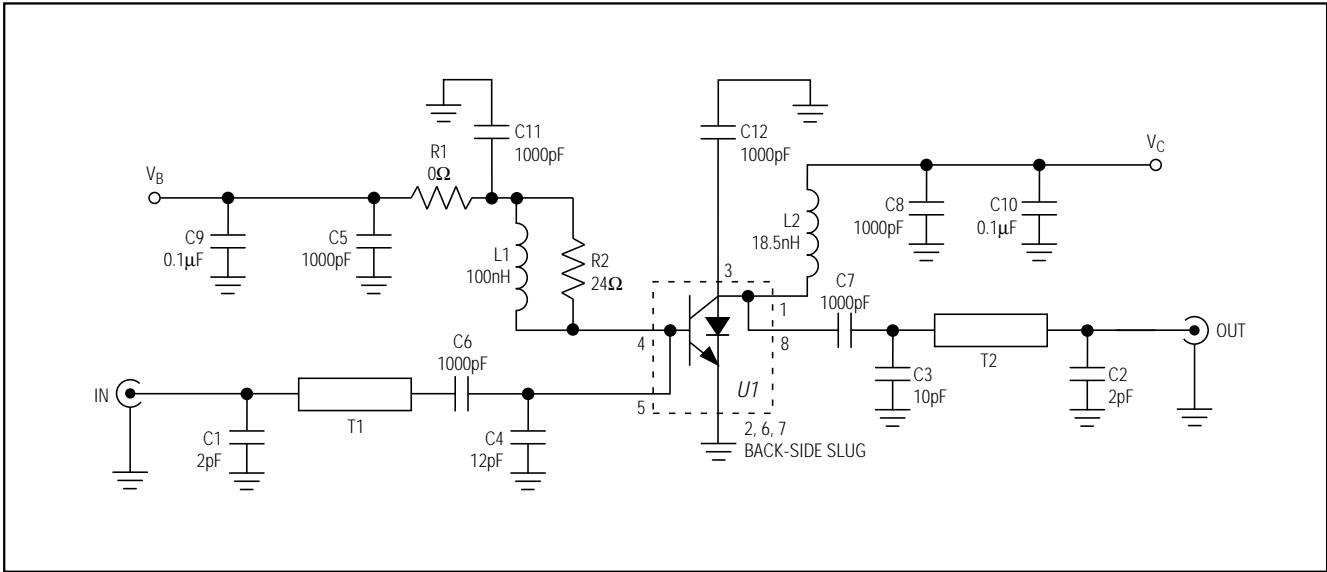 C11
1000pF
C12
1000pF
R1
0Ω
VB
VC
C9
0.1μF
C5
1000pF
L1
100nH
R2
24Ω
L2
18.5nH
C8
1000pF
C10
0.1μF
3
1
8
4
5
C7
1000pF
C6
1000pF
IN
T1
C1
2pF
C4
12pF
U1
2, 6, 7
BACK-SIDE SLUG
C3
10pF
T2
C2
2pF
OUT